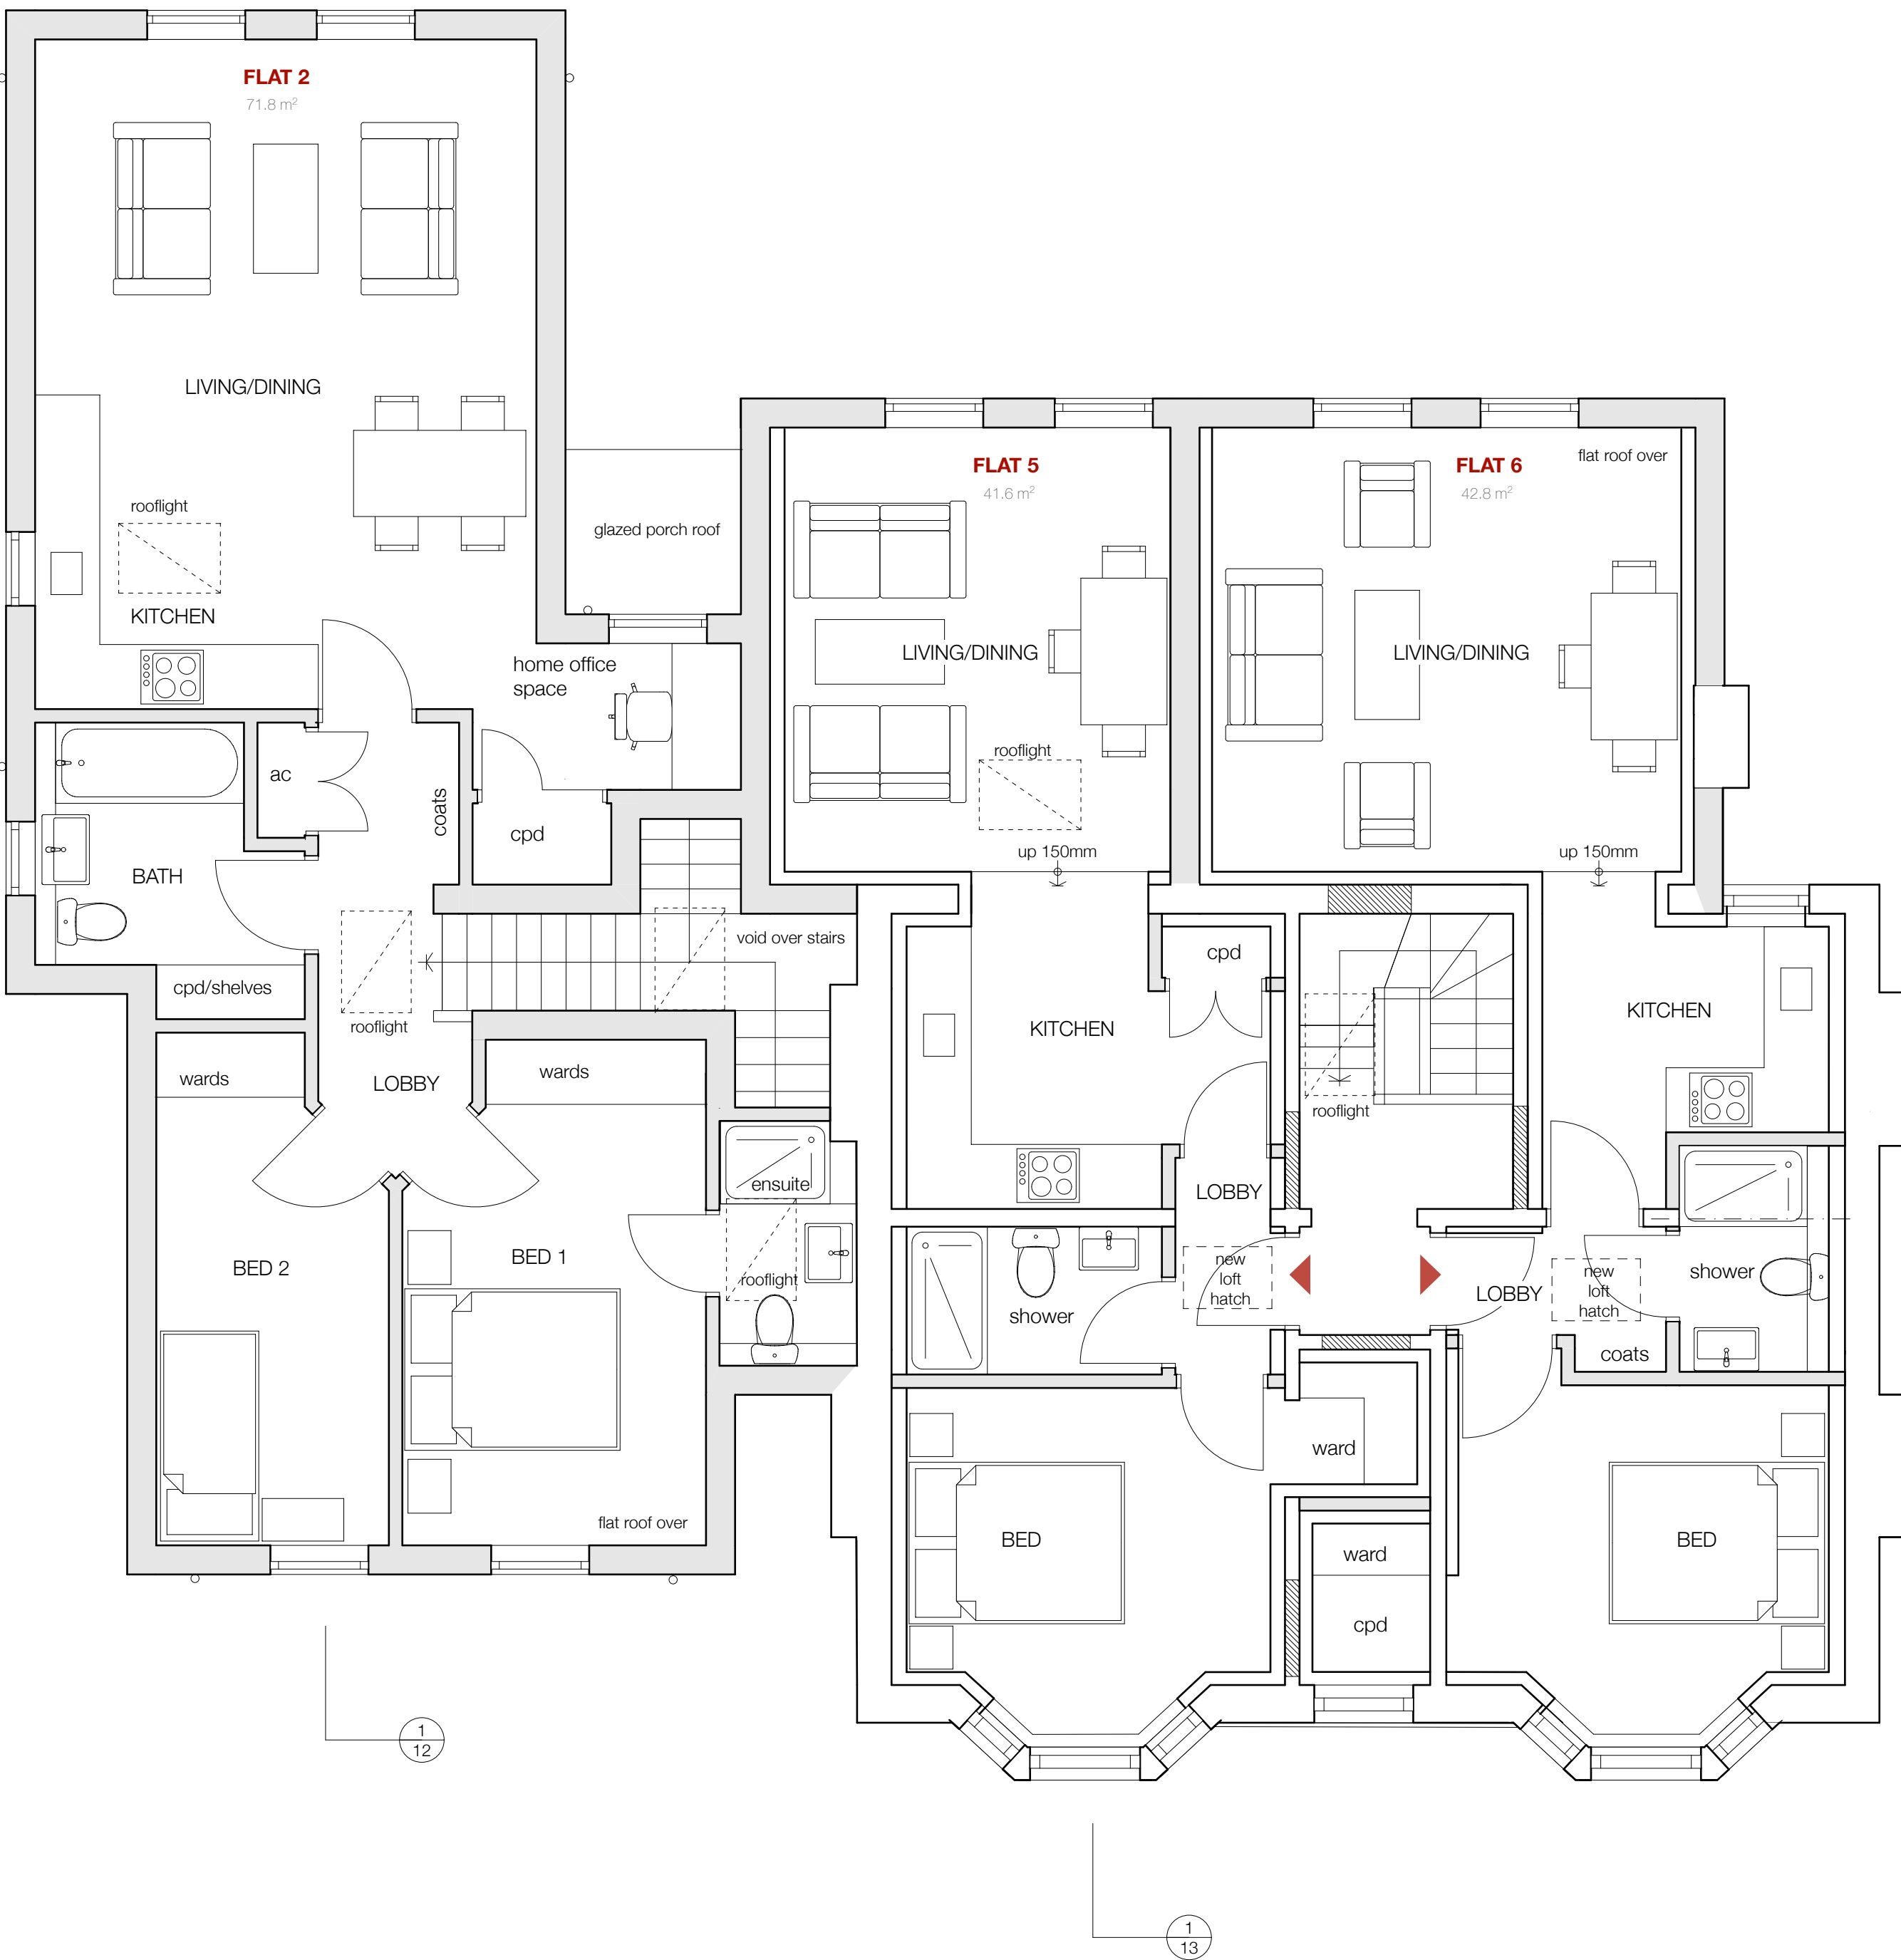 FLAT 2
71.8 m²
LIVING/DINING
rooflight
KITCHEN
glazed porch roof
home office
space
ac
coats
cpd
BATH
cpd/shelves
rooflight
void over stairs
wards
LOBBY
wards
ensuite
rooflight
BED 2
BED 1
flat roof over
1
12
FLAT 5
41.6 m²
LIVING/DINING
rooflight
up 150mm
cpd
KITCHEN
rooflight
LOBBY
new
loft
hatch
shower
ward
BED
ward
cpd
1
13
FLAT 6
42.8 m²
flat roof over
LIVING/DINING
up 150mm
KITCHEN
LOBBY
new
loft
hatch
shower
coats
BED